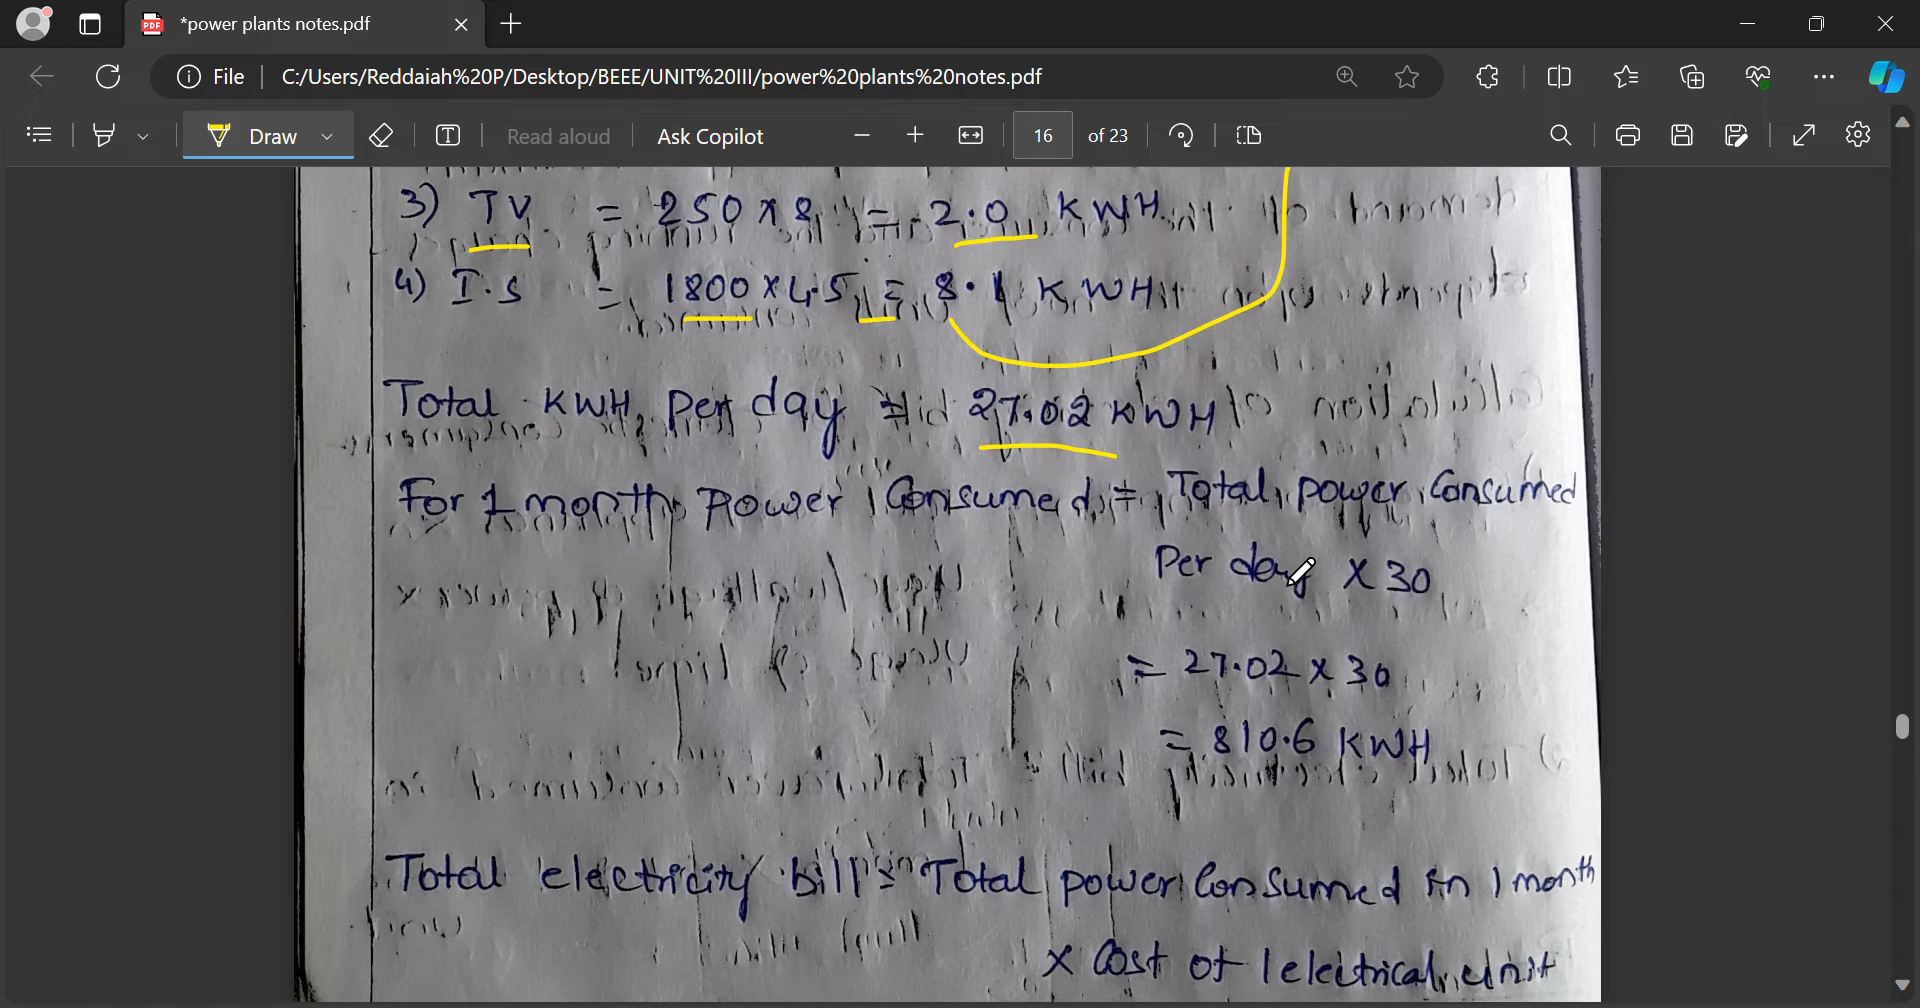 *power plants notes.pdf
File
C:/Users/Reddaiah%20P/Desktop/BEEE/UNIT%20III/power%20plants%20notes.pdf
Draw
Read aloud
Ask Copilot
16 of 23
3) TV = 250 x 8 = 2.0 KWH
4) I.S = 1800 x 4.5 = 8.1 KWH
Total KWH Per day = 27.02 KWH
For 1 month Power Consumed = Total power Consumed
Per day x 30
= 27.02 x 30
= 810.6 KWH
Total electricity bill = Total power Consumed in 1 month
x Cost of 1 electrical unit